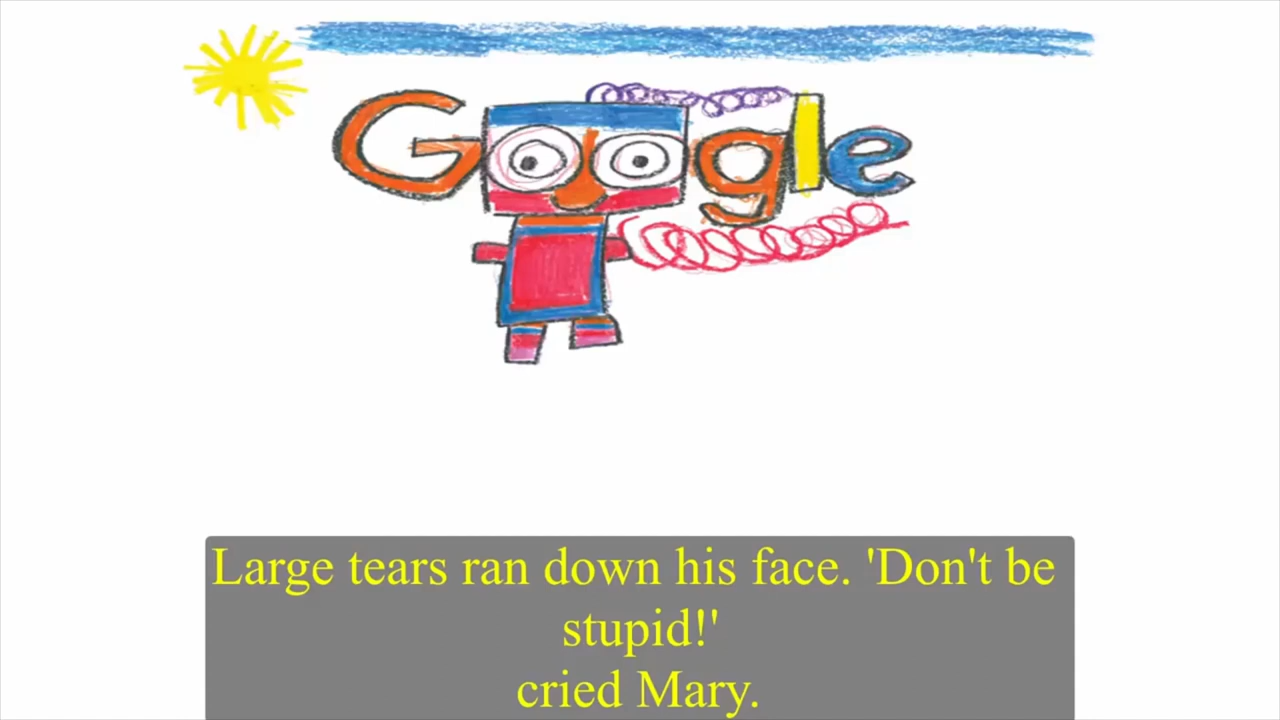 Google
Large tears ran down his face. 'Don't be
stupid!'
cried Mary.